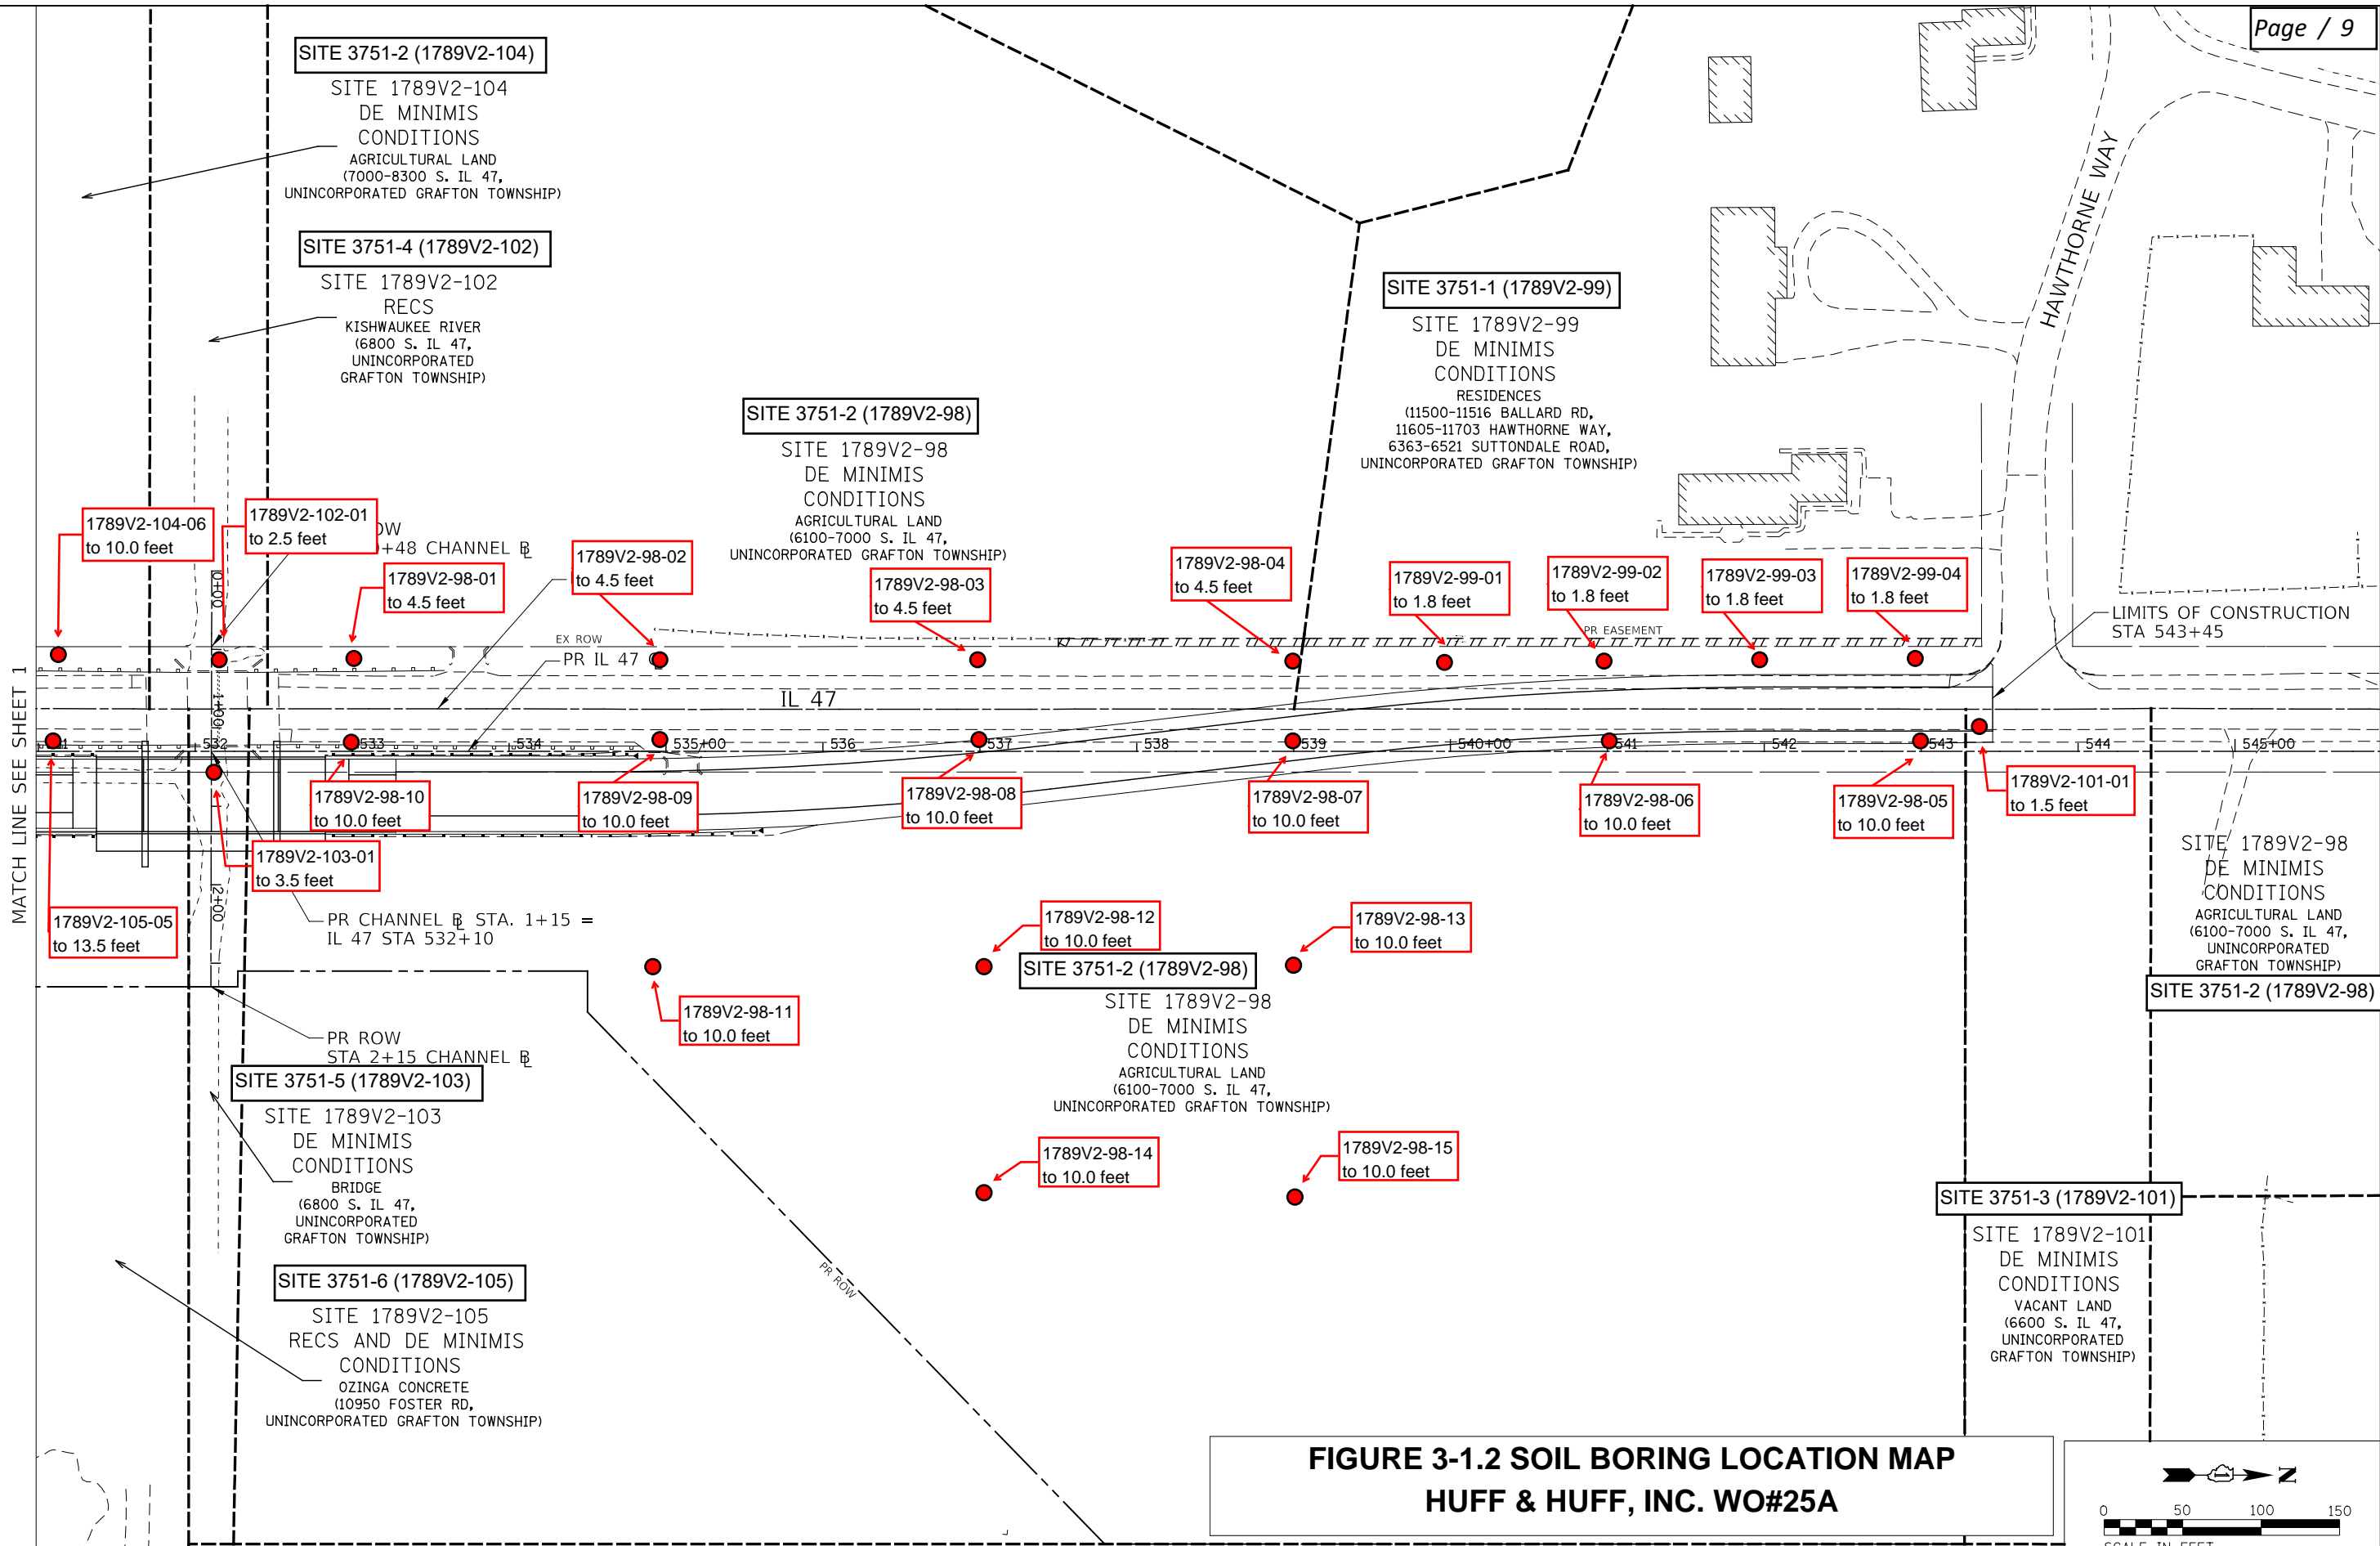 Page / 9
SITE 3751-2 (1789V2-104)
SITE 1789V2-104
DE MINIMIS
CONDITIONS
AGRICULTURAL LAND
(7000-8300 S. IL 47,
UNINCORPORATED GRAFTON TOWNSHIP)
SITE 3751-4 (1789V2-102)
SITE 1789V2-102
RECS
KISHWAUKEE RIVER
(6800 S. IL 47,
UNINCORPORATED
GRAFTON TOWNSHIP)
SITE 3751-2 (1789V2-98)
SITE 1789V2-98
DE MINIMIS
CONDITIONS
AGRICULTURAL LAND
(6100-7000 S. IL 47,
UNINCORPORATED GRAFTON TOWNSHIP)
SITE 3751-1 (1789V2-99)
SITE 1789V2-99
DE MINIMIS
CONDITIONS
RESIDENCES
(11500-11516 BALLARD RD,
11605-11703 HAWTHORNE WAY,
6363-6521 SUTTONDALE ROAD,
UNINCORPORATED GRAFTON TOWNSHIP)
HAWTHORNE WAY
1789V2-104-06
to 10.0 feet
1789V2-102-01
to 2.5 feet
OW
+48 CHANNEL BL
1789V2-98-01
to 4.5 feet
1789V2-98-02
to 4.5 feet
1789V2-98-03
to 4.5 feet
1789V2-98-04
to 4.5 feet
1789V2-99-01
to 1.8 feet
1789V2-99-02
to 1.8 feet
1789V2-99-03
to 1.8 feet
1789V2-99-04
to 1.8 feet
LIMITS OF CONSTRUCTION
STA 543+45
EX ROW
PR EASEMENT
PR IL 47
IL 47
0+00
1+00
2+00
MATCH LINE SEE SHEET 1
532
533
534
535+00
536
537
538
539
540+00
541
542
543
544
545+00
1789V2-98-10
to 10.0 feet
1789V2-98-09
to 10.0 feet
1789V2-98-08
to 10.0 feet
1789V2-98-07
to 10.0 feet
1789V2-98-06
to 10.0 feet
1789V2-98-05
to 10.0 feet
1789V2-101-01
to 1.5 feet
1789V2-103-01
to 3.5 feet
1789V2-105-05
to 13.5 feet
PR CHANNEL BL STA. 1+15 =
IL 47 STA 532+10
1789V2-98-12
to 10.0 feet
1789V2-98-13
to 10.0 feet
1789V2-98-11
to 10.0 feet
SITE 3751-2 (1789V2-98)
SITE 1789V2-98
DE MINIMIS
CONDITIONS
AGRICULTURAL LAND
(6100-7000 S. IL 47,
UNINCORPORATED GRAFTON TOWNSHIP)
1789V2-98-14
to 10.0 feet
1789V2-98-15
to 10.0 feet
SITE 1789V2-98
DE MINIMIS
CONDITIONS
AGRICULTURAL LAND
(6100-7000 S. IL 47,
UNINCORPORATED
GRAFTON TOWNSHIP)
SITE 3751-2 (1789V2-98)
PR ROW
STA 2+15 CHANNEL BL
SITE 3751-5 (1789V2-103)
SITE 1789V2-103
DE MINIMIS
CONDITIONS
BRIDGE
(6800 S. IL 47,
UNINCORPORATED
GRAFTON TOWNSHIP)
SITE 3751-6 (1789V2-105)
SITE 1789V2-105
RECS AND DE MINIMIS
CONDITIONS
OZINGA CONCRETE
(10950 FOSTER RD,
UNINCORPORATED GRAFTON TOWNSHIP)
PR ROW
SITE 3751-3 (1789V2-101)
SITE 1789V2-101
DE MINIMIS
CONDITIONS
VACANT LAND
(6600 S. IL 47,
UNINCORPORATED
GRAFTON TOWNSHIP)
FIGURE 3-1.2 SOIL BORING LOCATION MAP
HUFF & HUFF, INC. WO#25A
N
0 50 100 150
SCALE IN FEET